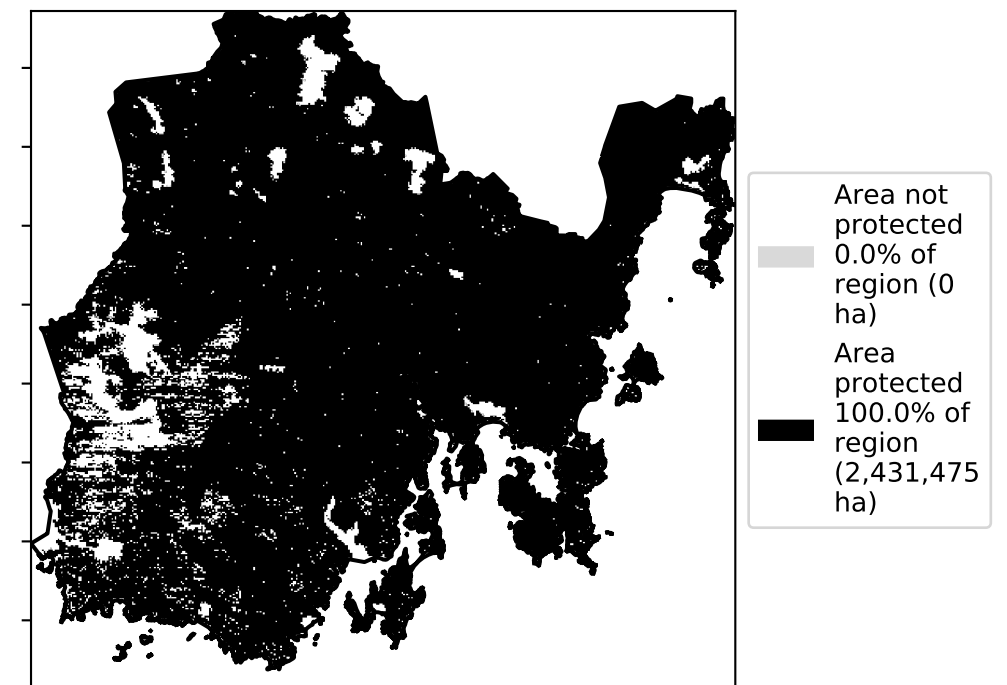 Area not
protected
0.0% of
region (0
ha)
Area
protected
100.0% of
region
(2,431,475
ha)